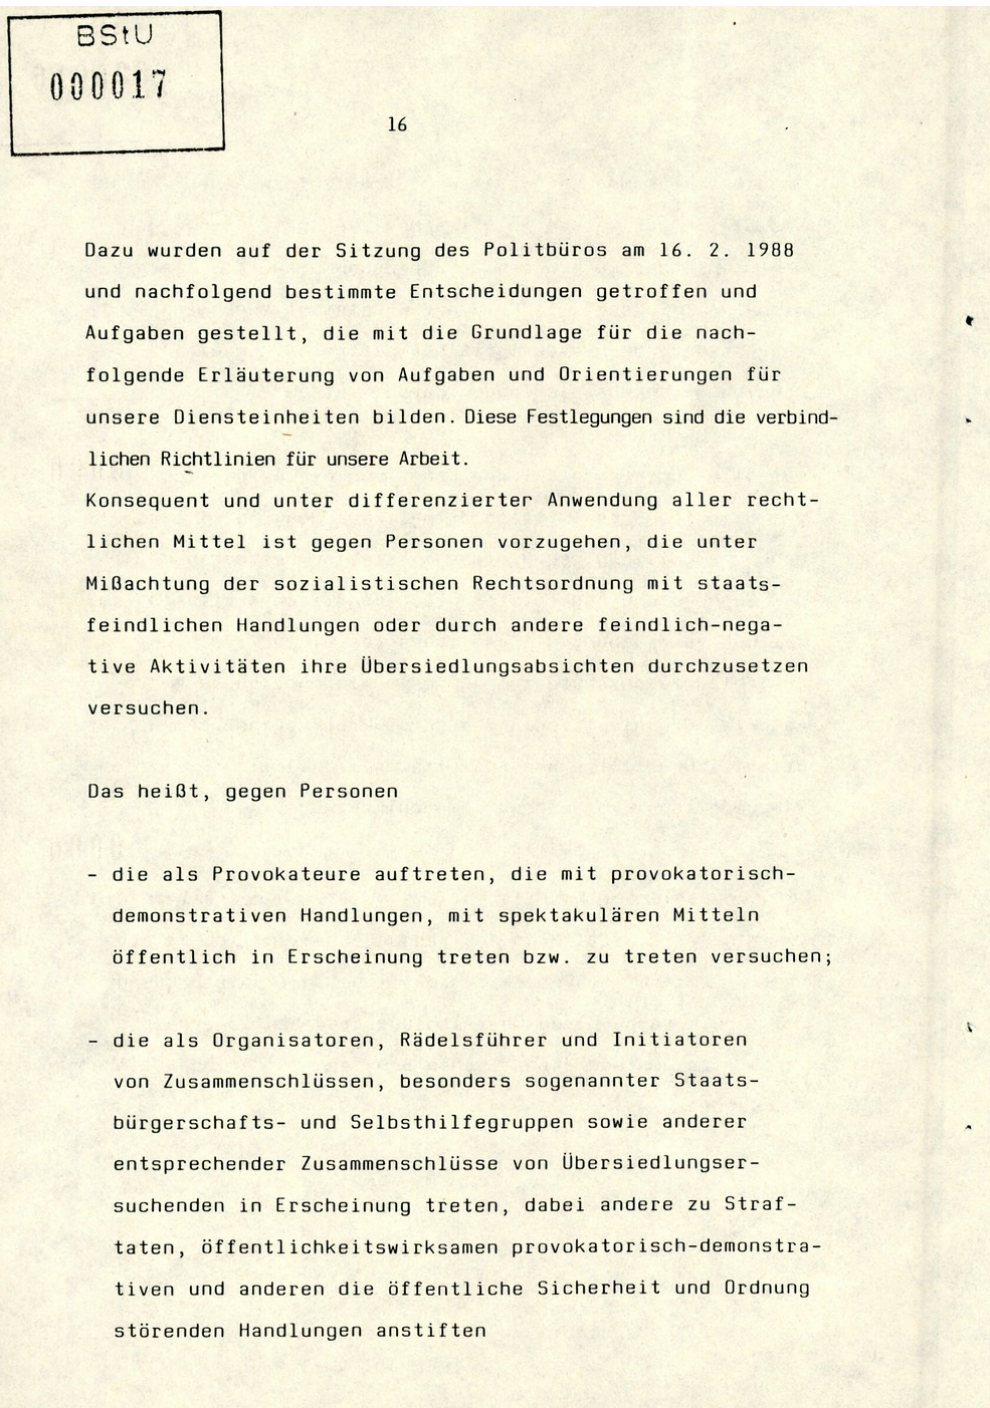 BStU
000017
16
Dazu wurden auf der Sitzung des Politbüros am 16. 2. 1988
und nachfolgend bestimmte Entscheidungen getroffen und
Aufgaben gestellt, die mit die Grundlage für die nach-
folgende Erläuterung von Aufgaben und Orientierungen für
unsere Diensteinheiten bilden. Diese Festlegungen sind die verbind-
lichen Richtlinien für unsere Arbeit.
Konsequent und unter differenzierter Anwendung aller recht-
lichen Mittel ist gegen Personen vorzugehen, die unter
Mißachtung der sozialistischen Rechtsordnung mit staats-
feindlichen Handlungen oder durch andere feindlich-nega-
tive Aktivitäten ihre Übersiedlungsabsichten durchzusetzen
versuchen.
Das heißt, gegen Personen
- die als Provokateure auftreten, die mit provokatorisch-
demonstrativen Handlungen, mit spektakulären Mitteln
öffentlich in Erscheinung treten bzw. zu treten versuchen;
- die als Organisatoren, Rädelsführer und Initiatoren
von Zusammenschlüssen, besonders sogenannter Staats-
bürgerschafts- und Selbsthilfegruppen sowie anderer
entsprechender Zusammenschlüsse von Übersiedlungser-
suchenden in Erscheinung treten, dabei andere zu Straf-
taten, öffentlichkeitswirksamen provokatorisch-demonstra-
tiven und anderen die öffentliche Sicherheit und Ordnung
störenden Handlungen anstiften